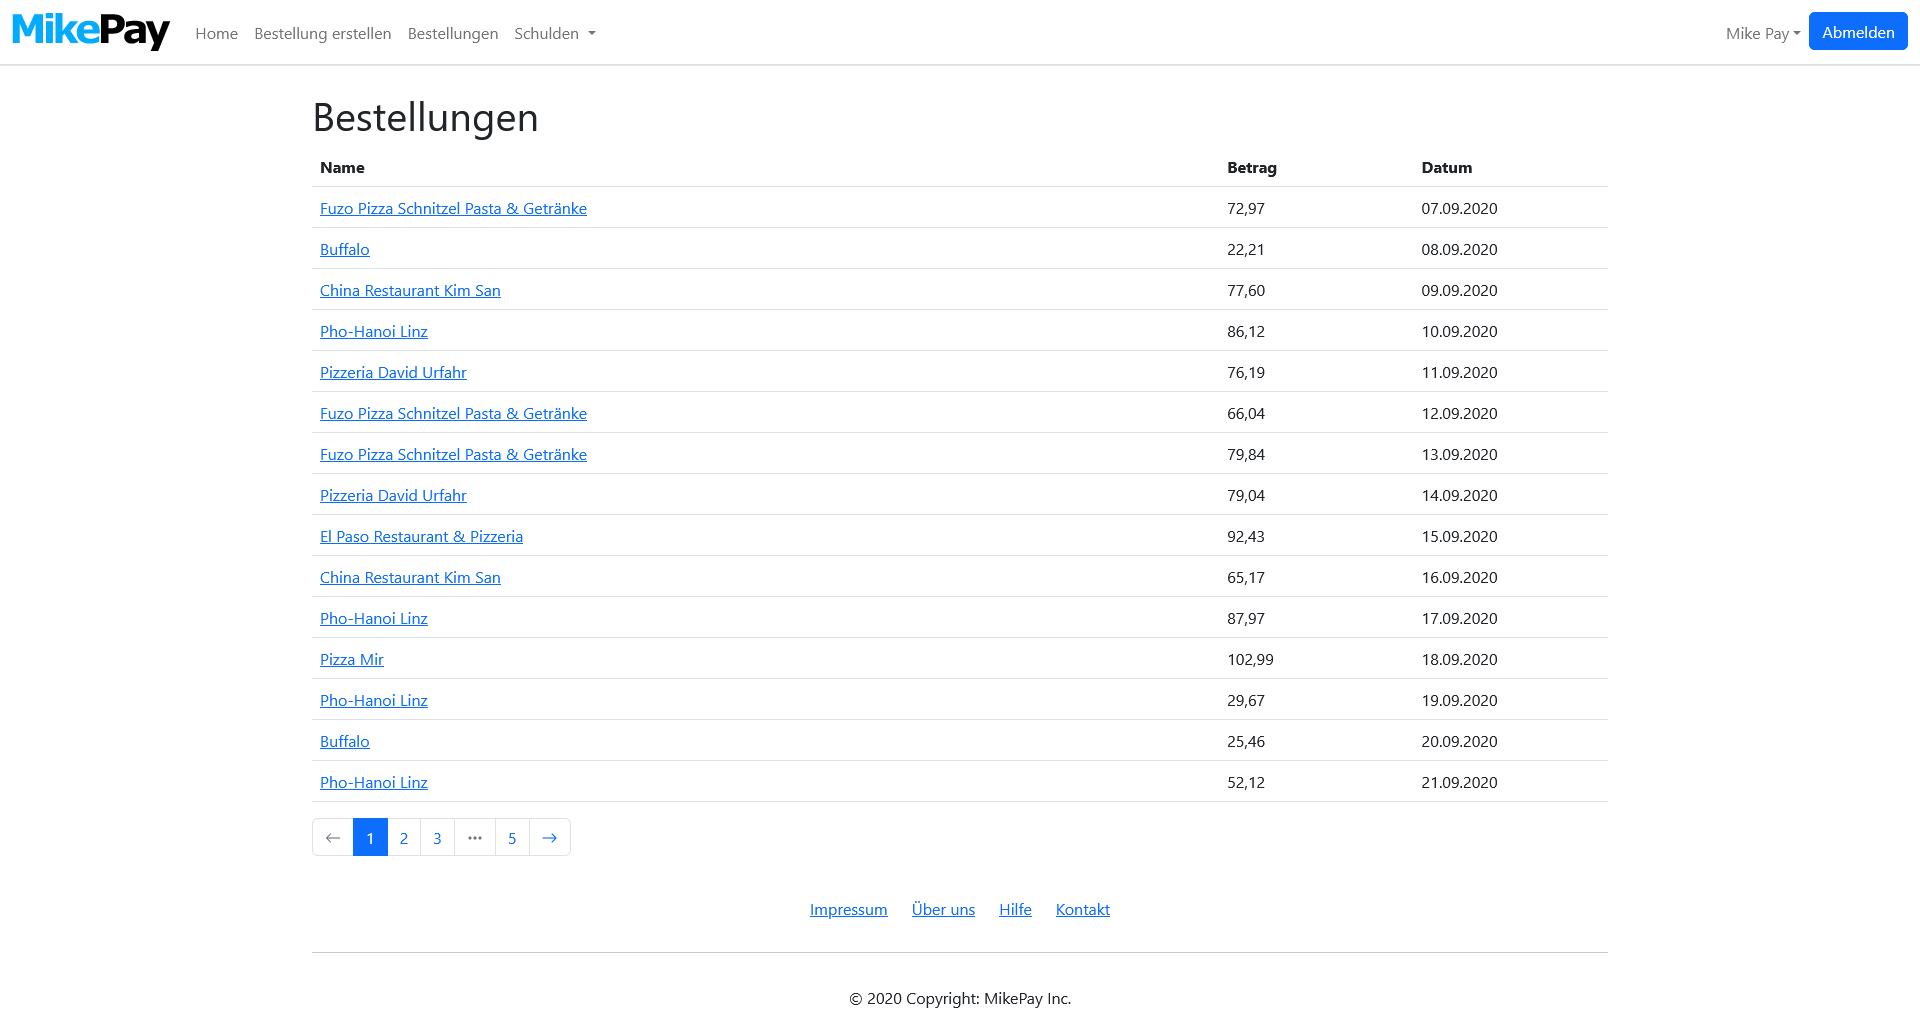 MikePay Home Bestellung erstellen Bestellungen Schulden Mike Pay Abmelden
Bestellungen
Name Betrag Datum
Fuzo Pizza Schnitzel Pasta & Getränke 72,97 07.09.2020
Buffalo 22,21 08.09.2020
China Restaurant Kim San 77,60 09.09.2020
Pho-Hanoi Linz 86,12 10.09.2020
Pizzeria David Urfahr 76,19 11.09.2020
Fuzo Pizza Schnitzel Pasta & Getränke 66,04 12.09.2020
Fuzo Pizza Schnitzel Pasta & Getränke 79,84 13.09.2020
Pizzeria David Urfahr 79,04 14.09.2020
El Paso Restaurant & Pizzeria 92,43 15.09.2020
China Restaurant Kim San 65,17 16.09.2020
Pho-Hanoi Linz 87,97 17.09.2020
Pizza Mir 102,99 18.09.2020
Pho-Hanoi Linz 29,67 19.09.2020
Buffalo 25,46 20.09.2020
Pho-Hanoi Linz 52,12 21.09.2020
← 1 2 3 ··· 5 →
Impressum Über uns Hilfe Kontakt
© 2020 Copyright: MikePay Inc.